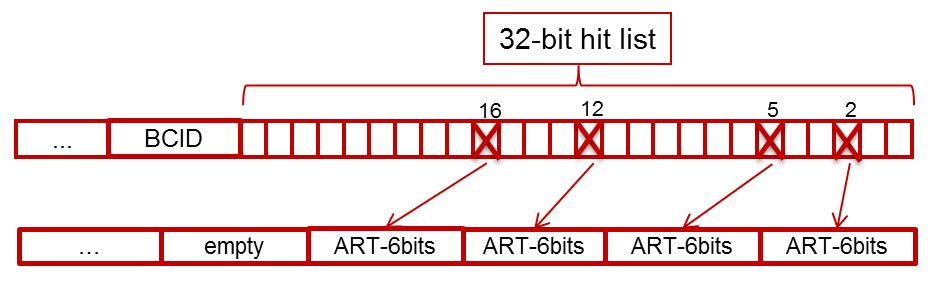 32-bit hit list
16 12 5 2
... BCID
... empty ART-6bits ART-6bits ART-6bits ART-6bits